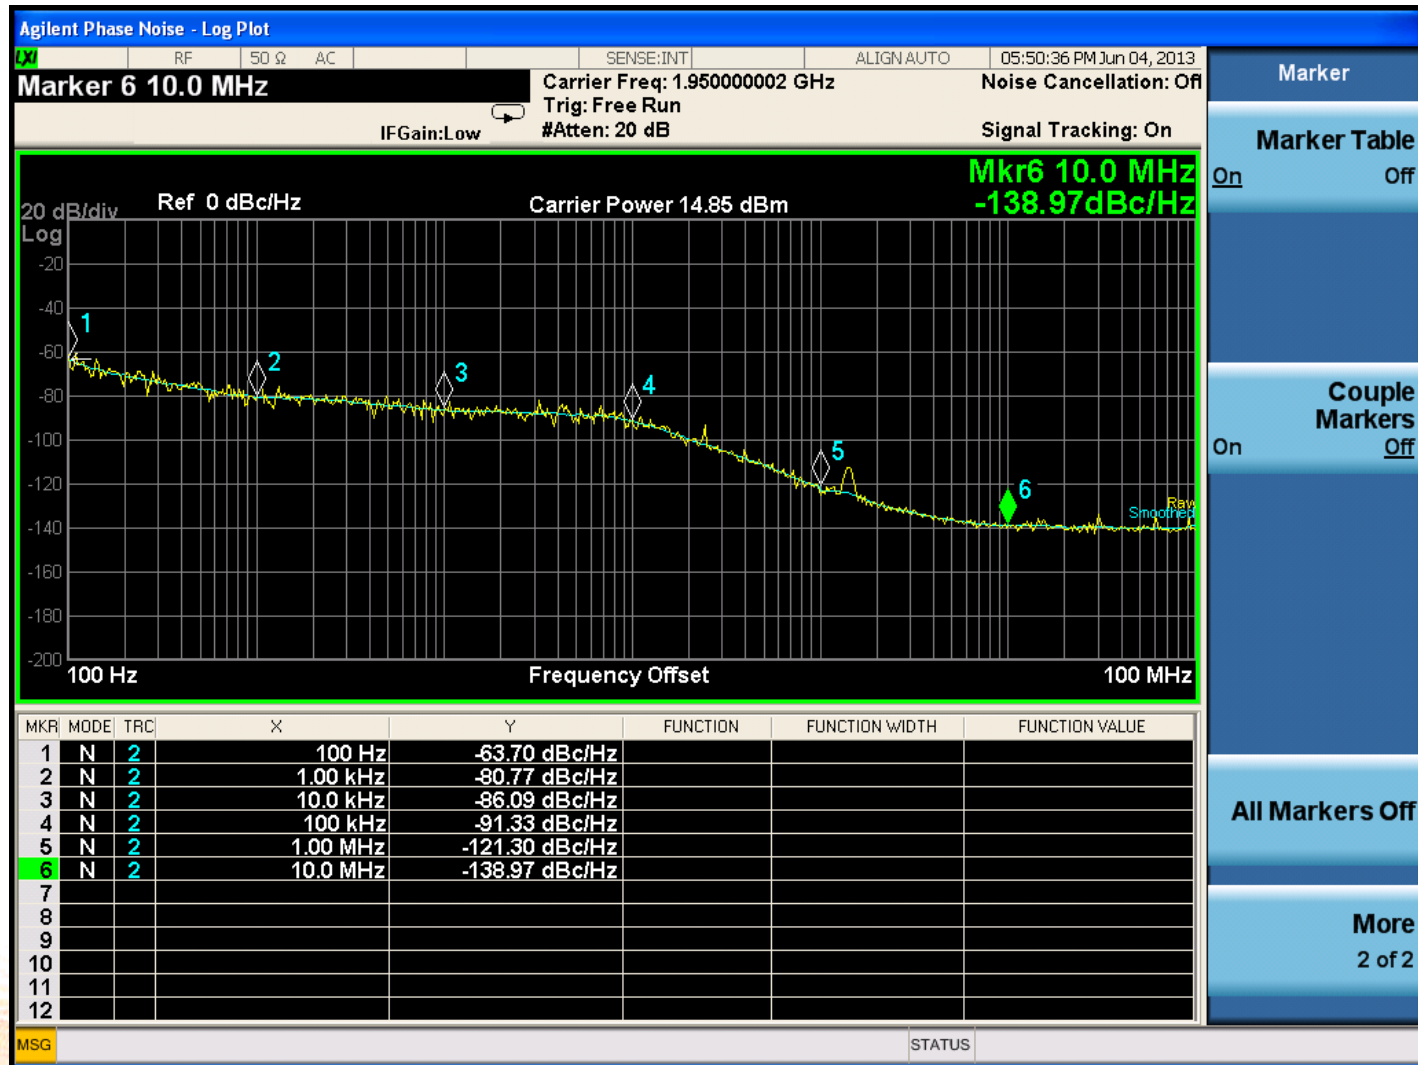 Agilent Phase Noise - Log Plot
LXI RF 50 Ω AC SENSE:INT ALIGN AUTO 05:50:36 PM Jun 04, 2013
Marker 6 10.0 MHz
Carrier Freq: 1.950000002 GHz Noise Cancellation: Off
Trig: Free Run
IFGain:Low #Atten: 20 dB Signal Tracking: On
Mkr6 10.0 MHz
-138.97dBc/Hz
20 dB/div Ref 0 dBc/Hz Carrier Power 14.85 dBm
Log
-20
-40
1
-60
2
3
4
-80
-100
5
-120
6
Raw
Smoothed
-140
-160
-180
-200
100 Hz Frequency Offset 100 MHz
MKR MODE TRC X Y FUNCTION FUNCTION WIDTH FUNCTION VALUE
1 N 2 100 Hz -63.70 dBc/Hz
2 N 2 1.00 kHz -80.77 dBc/Hz
3 N 2 10.0 kHz -86.09 dBc/Hz
4 N 2 100 kHz -91.33 dBc/Hz
5 N 2 1.00 MHz -121.30 dBc/Hz
6 N 2 10.0 MHz -138.97 dBc/Hz
7
8
9
10
11
12
MSG STATUS
Marker
Marker Table
On Off
Couple
Markers
On Off
All Markers Off
More
2 of 2